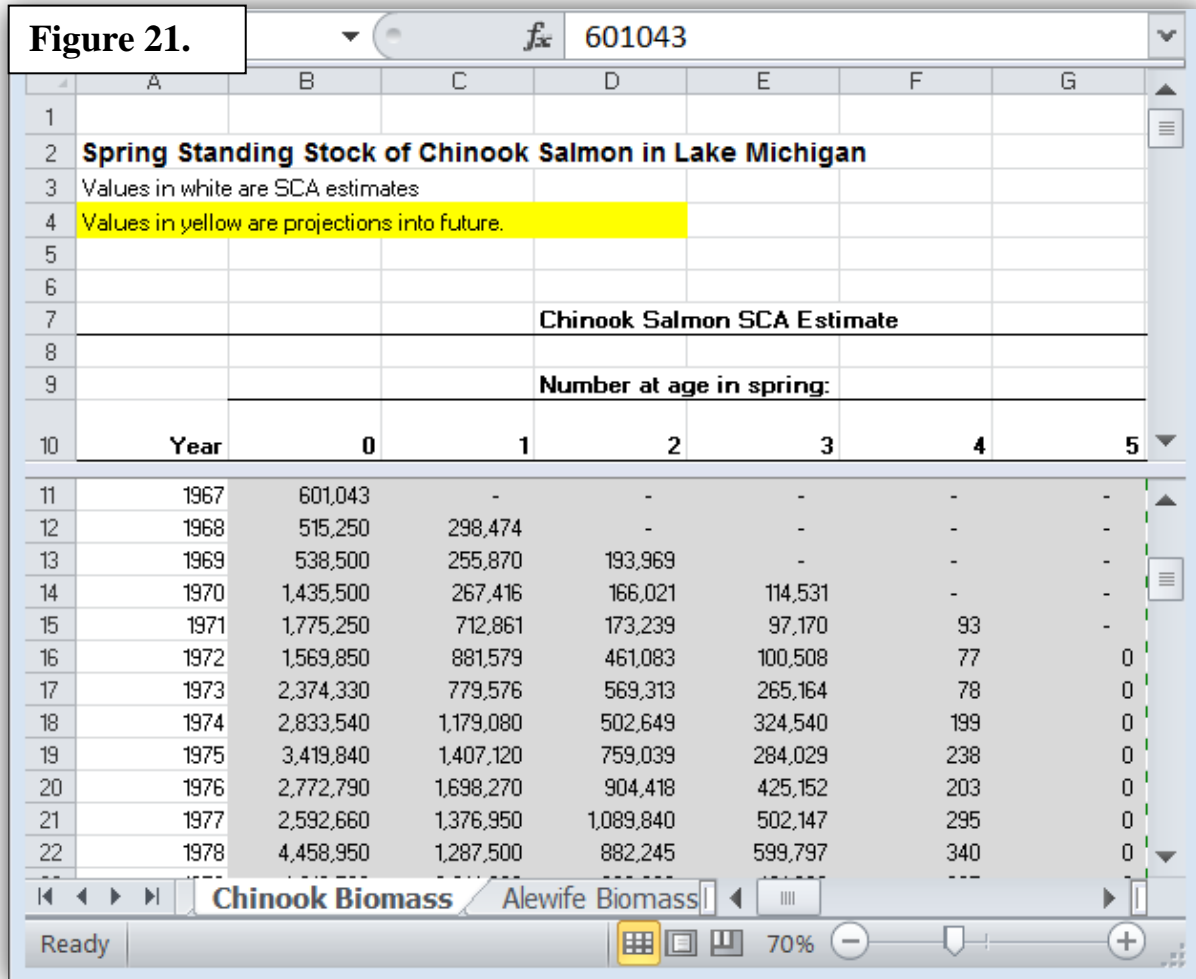 Figure 21.
fx 601043
A B C D E F G
1
2 Spring Standing Stock of Chinook Salmon in Lake Michigan
3 Values in white are SCA estimates
4 Values in yellow are projections into future.
5
6
7 Chinook Salmon SCA Estimate
8
9 Number at age in spring:
10 Year 0 1 2 3 4 5
11 1967 601,043 - - - - -
12 1968 515,250 298,474 - - - -
13 1969 538,500 255,870 193,969 - - -
14 1970 1,435,500 267,416 166,021 114,531 - -
15 1971 1,775,250 712,861 173,239 97,170 93 -
16 1972 1,569,850 881,579 461,083 100,508 77 0
17 1973 2,374,330 779,576 569,313 265,164 78 0
18 1974 2,833,540 1,179,080 502,649 324,540 199 0
19 1975 3,419,840 1,407,120 759,039 284,029 238 0
20 1976 2,772,790 1,698,270 904,418 425,152 203 0
21 1977 2,592,660 1,376,950 1,089,840 502,147 295 0
22 1978 4,458,950 1,287,500 882,245 599,797 340 0
Chinook Biomass Alewife Biomass
Ready 70%